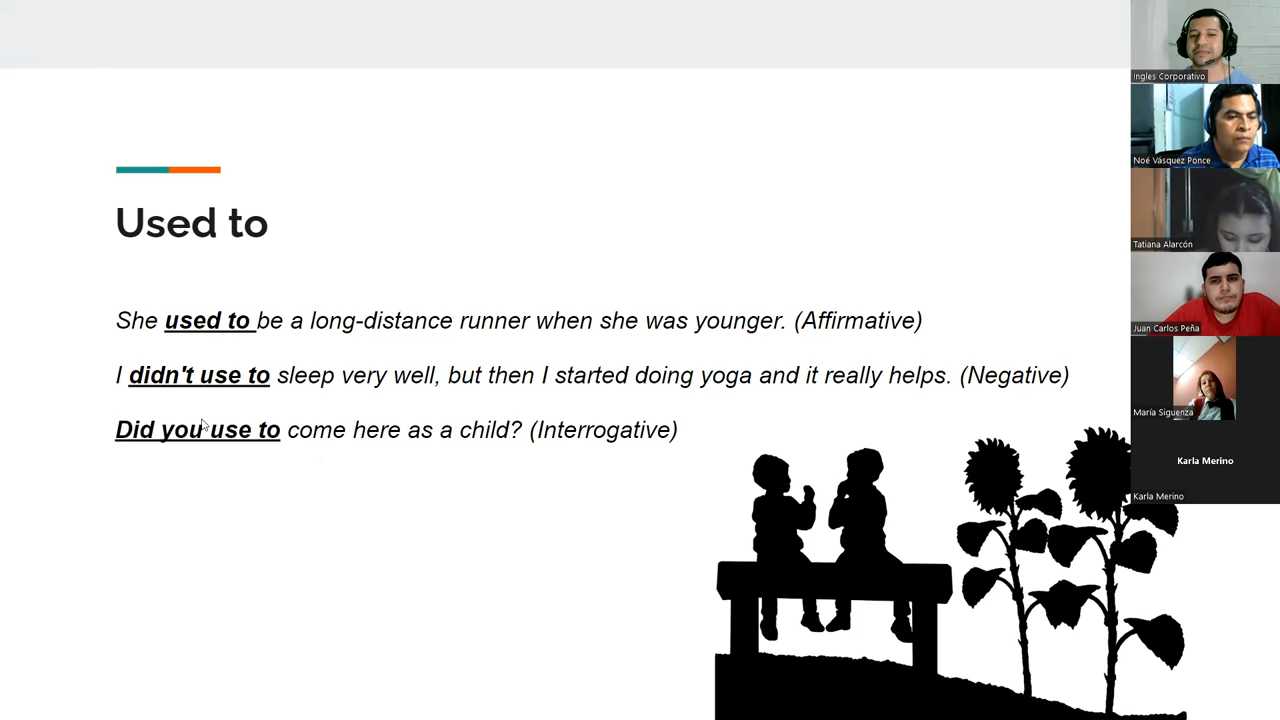 Used to
She used to be a long-distance runner when she was younger. (Affirmative)
I didn't use to sleep very well, but then I started doing yoga and it really helps. (Negative)
Did you use to come here as a child? (Interrogative)
Ingles Corporativo
Noé Vásquez Ponce
Tatiana Alarcón
Juan Carlos Peña
María Siguenza
Karla Merino
Karla Merino